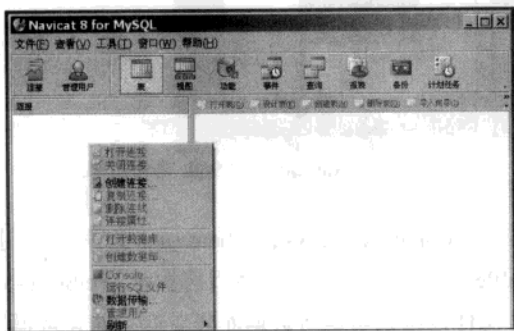 Navicat 8 for MySQL
文件(F) 查看(V) 工具(T) 窗口(W) 帮助(H)
连接 管理用户 表 视图 功能 事件 查询 报表 备份 计划任务
连接 打开表(O) 设计表(E) 创建表(N) 删除表(D) 导入向导(I)
打开连接
关闭连接
创建连接...
复制连接...
删除连接
连接属性...
打开数据库
创建数据库...
Console...
运行SQL文件...
数据传输...
管理用户
刷新